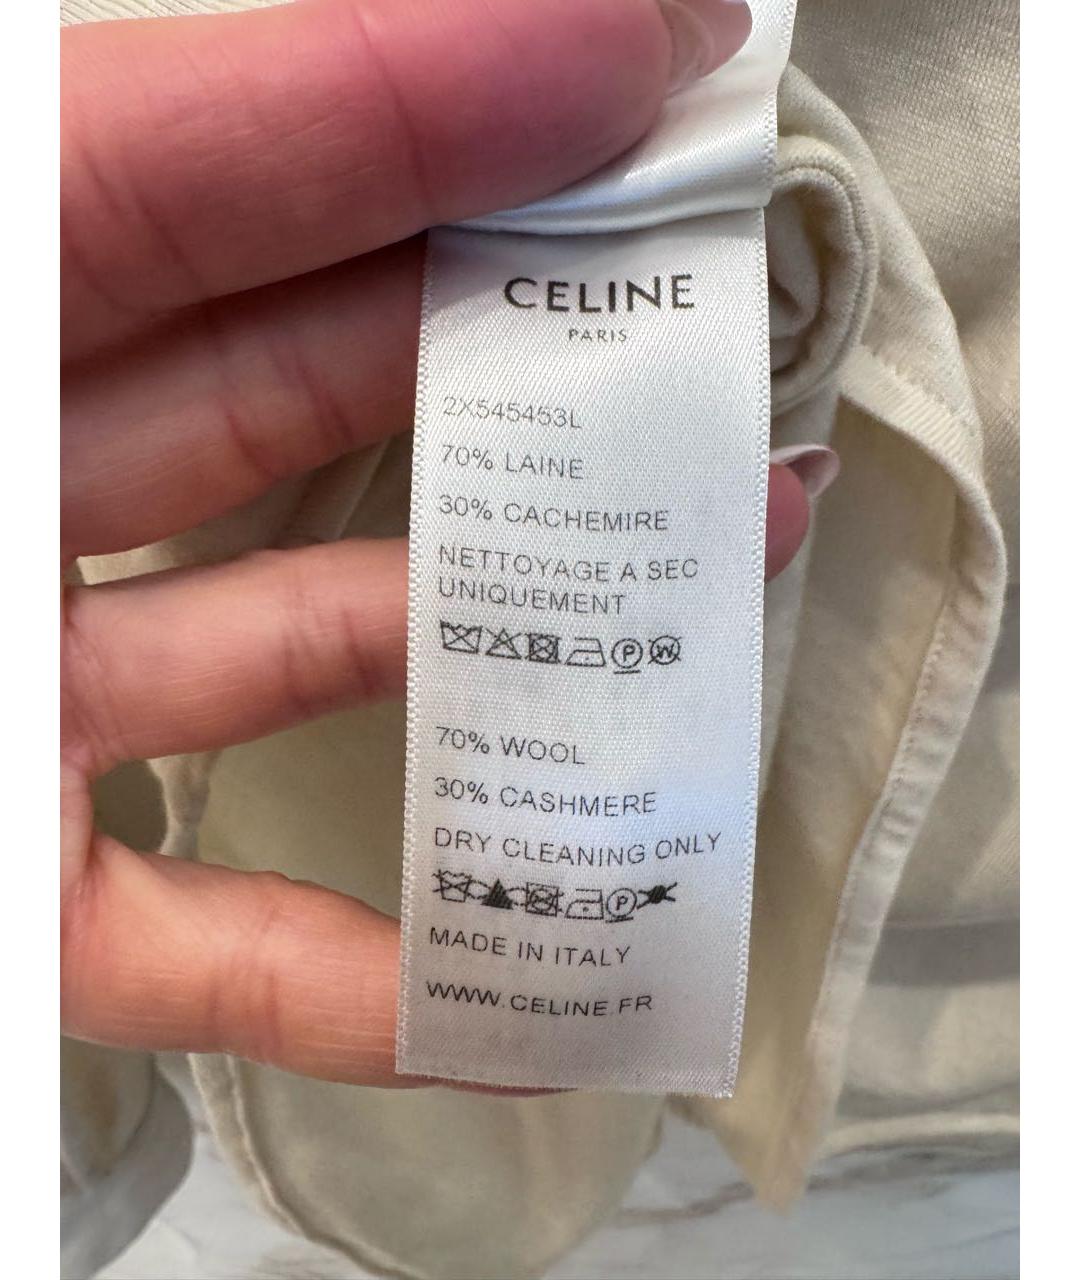 CELINE
PARIS
2X545453L
70% LAINE
30% CACHEMIRE
NETTOYAGE A SEC
UNIQUEMENT
P W
70% WOOL
30% CASHMERE
DRY CLEANING ONLY
P
MADE IN ITALY
WWW.CELINE.FR